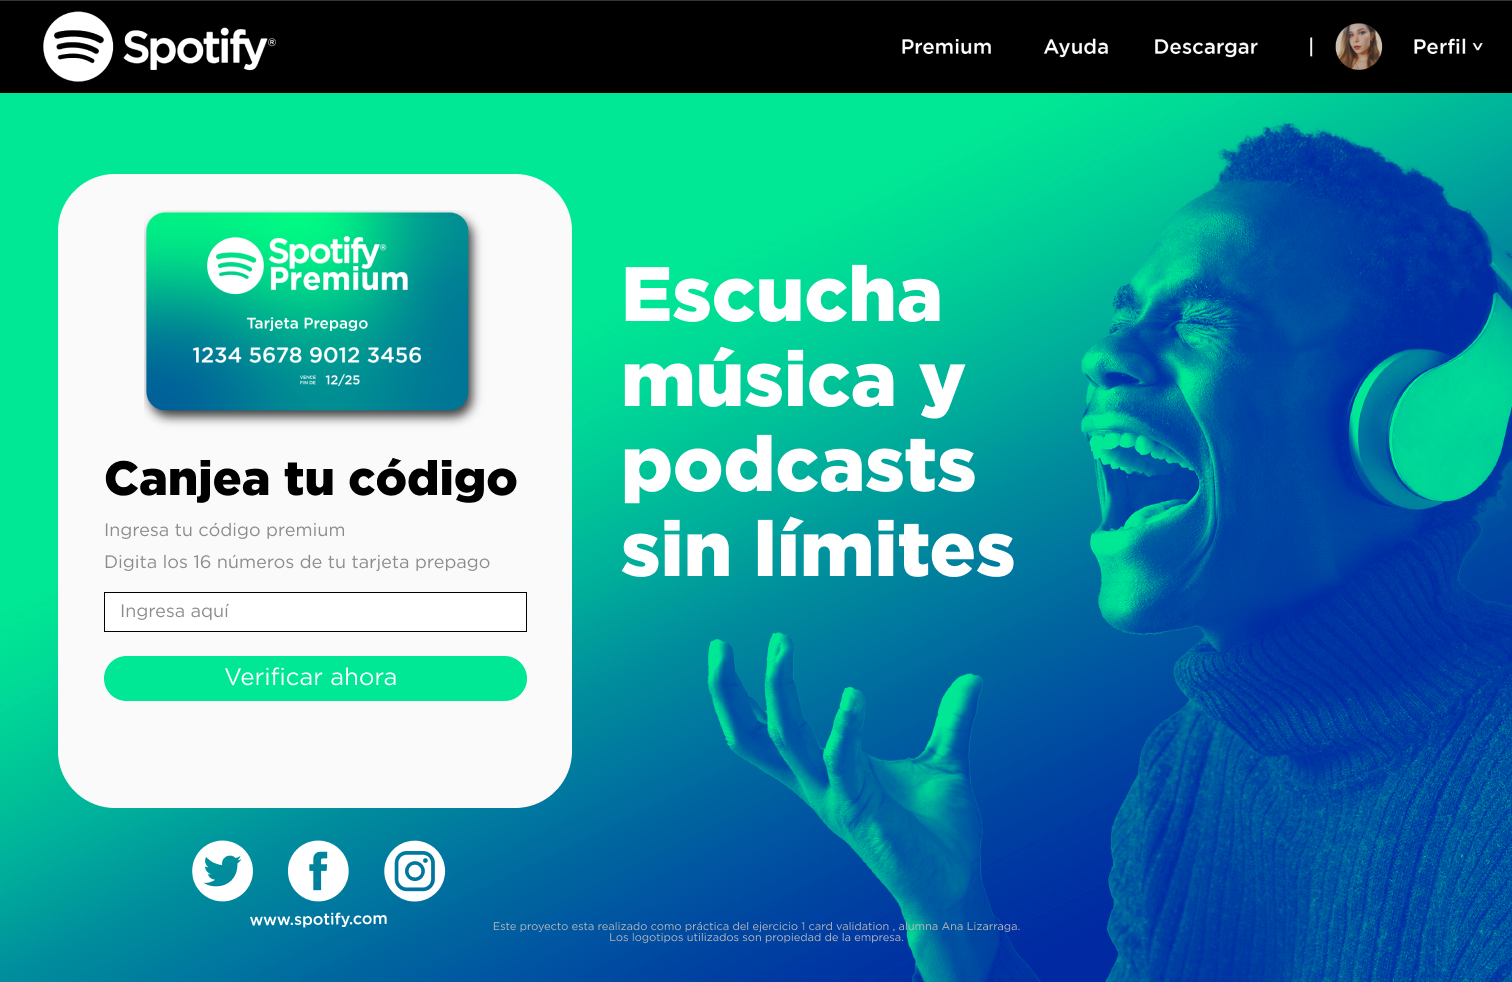 Spotify®
Premium
Ayuda
Descargar
|
Perfil v
Spotify®
Premium
Tarjeta Prepago
1234 5678 9012 3456
VENCE
FIN DE
12/25
Canjea tu código
Ingresa tu código premium
Digita los 16 números de tu tarjeta prepago
Ingresa aquí
Verificar ahora
Escucha
música y
podcasts
sin límites
www.spotify.com
Este proyecto esta realizado como práctica del ejercicio 1 card validation , alumna Ana Lizarraga.
Los logotipos utilizados son propiedad de la empresa.